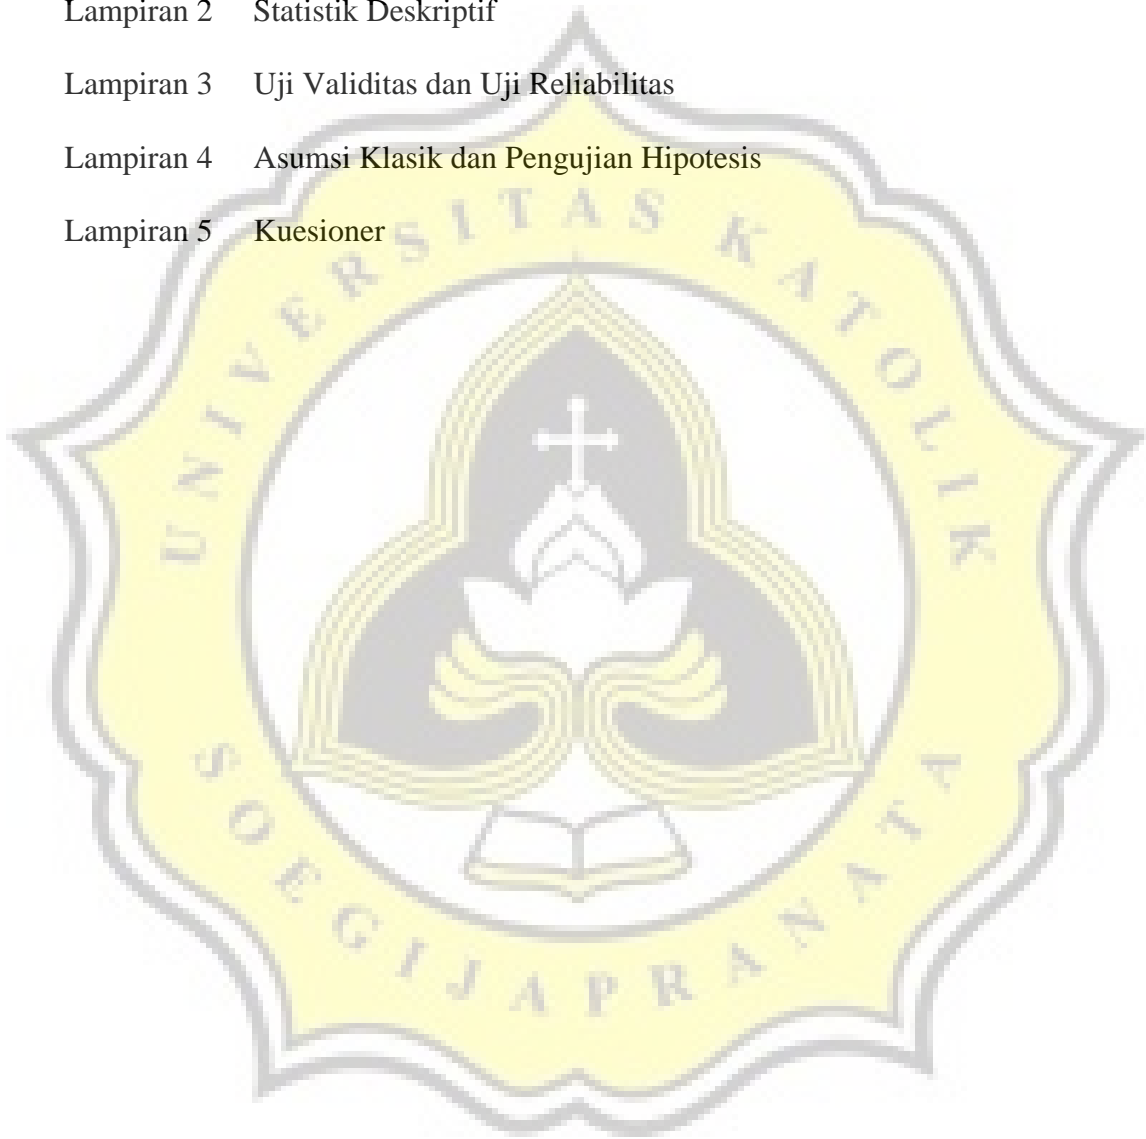 Lampiran 2 Statistik Deskriptif
Lampiran 3 Uji Validitas dan Uji Reliabilitas
Lampiran 4 Asumsi Klasik dan Pengujian Hipotesis
Lampiran 5 Kuesioner
UNIVERSITAS KATOLIK
SOEGIJAPRANATA